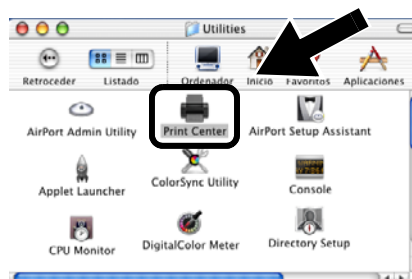 Utilities
Retroceder Listado Ordenador Inicio Favoritos Aplicaciones
AirPort Admin Utility Print Center AirPort Setup Assistant
Applet Launcher ColorSync Utility Console
CPU Monitor DigitalColor Meter Directory Setup